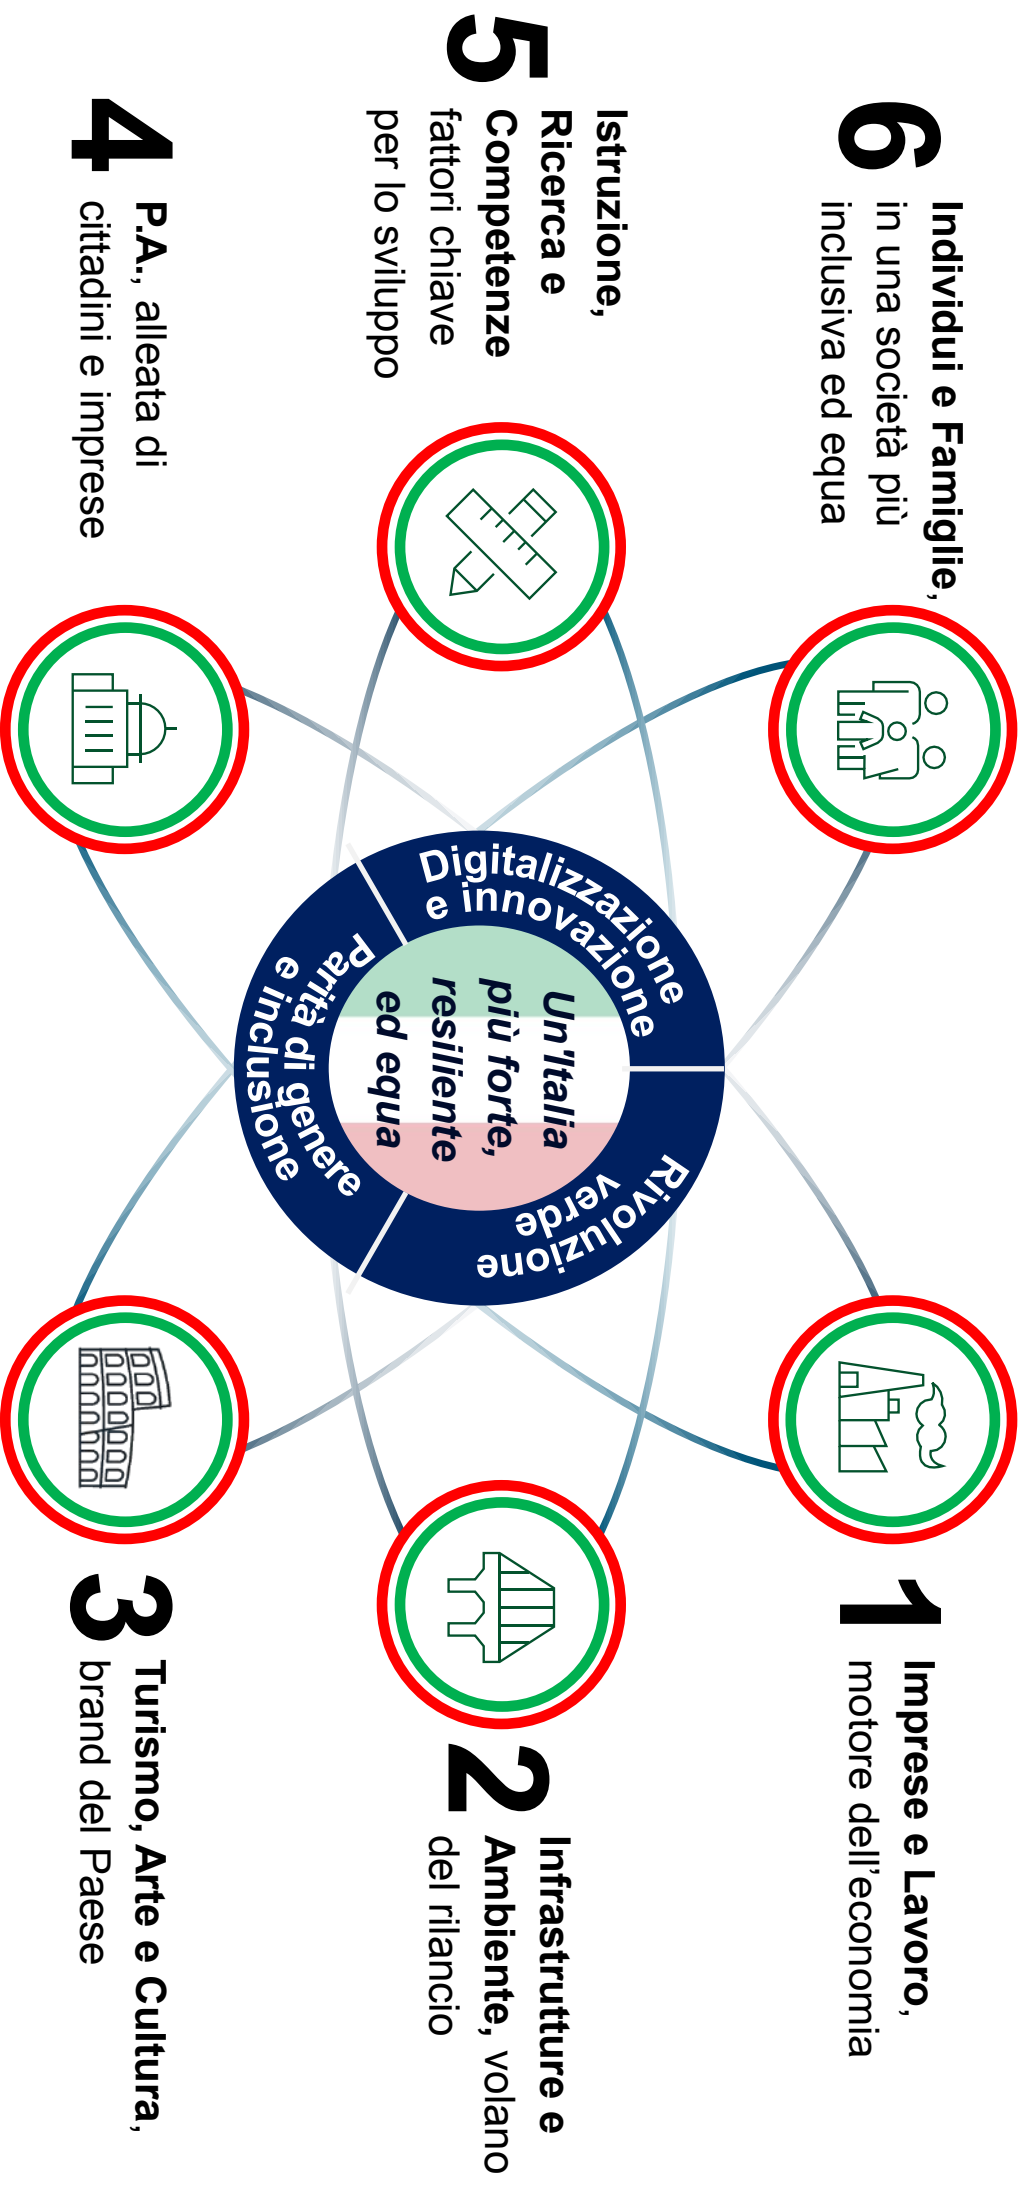 6
Individui e Famiglie,
in una società più
inclusiva ed equa
1
Imprese e Lavoro,
motore dell’economia
5
Istruzione,
Ricerca e
Competenze
fattori chiave
per lo sviluppo
Digitalizzazione
e innovazione
Rivoluzione
verde
Parità di genere
e inclusione
Un'Italia
più forte,
resiliente
ed equa
2
Infrastrutture e
Ambiente, volano
del rilancio
4
P.A., alleata di
cittadini e imprese
3
Turismo, Arte e Cultura,
brand del Paese